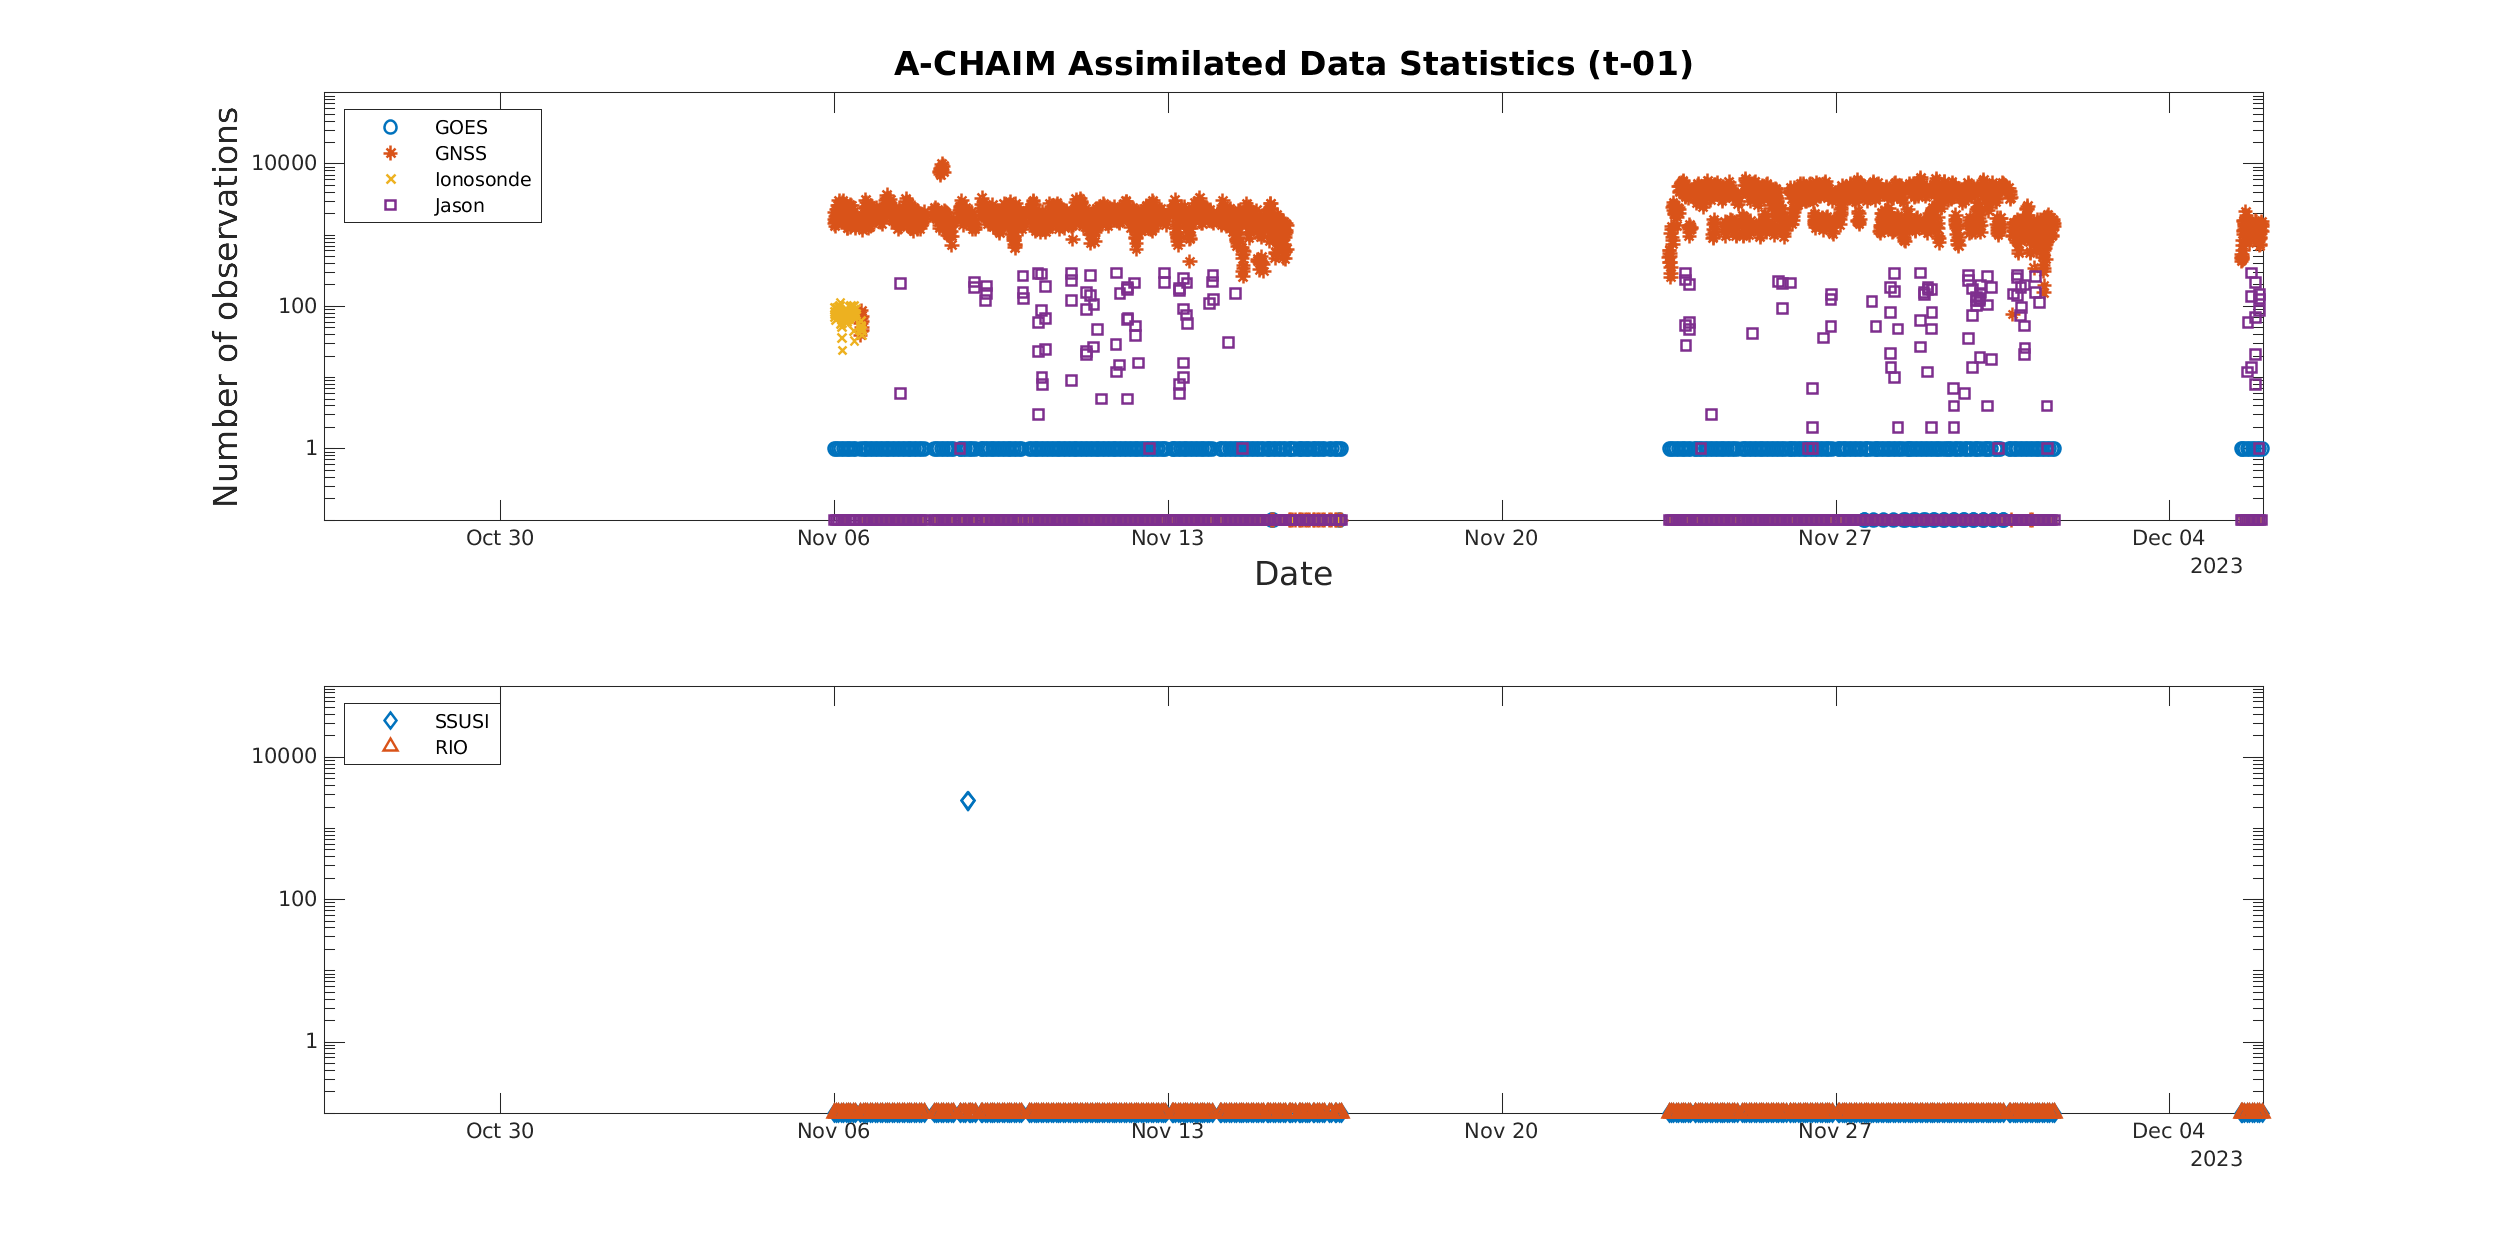 A-CHAIM Assimilated Data Statistics (t-01)
Number of observations
10000
100
1
GOES
GNSS
Ionosonde
Jason
Oct 30
Nov 06
Nov 13
Nov 20
Nov 27
Dec 04
2023
Date
10000
100
1
SSUSI
RIO
Oct 30
Nov 06
Nov 13
Nov 20
Nov 27
Dec 04
2023